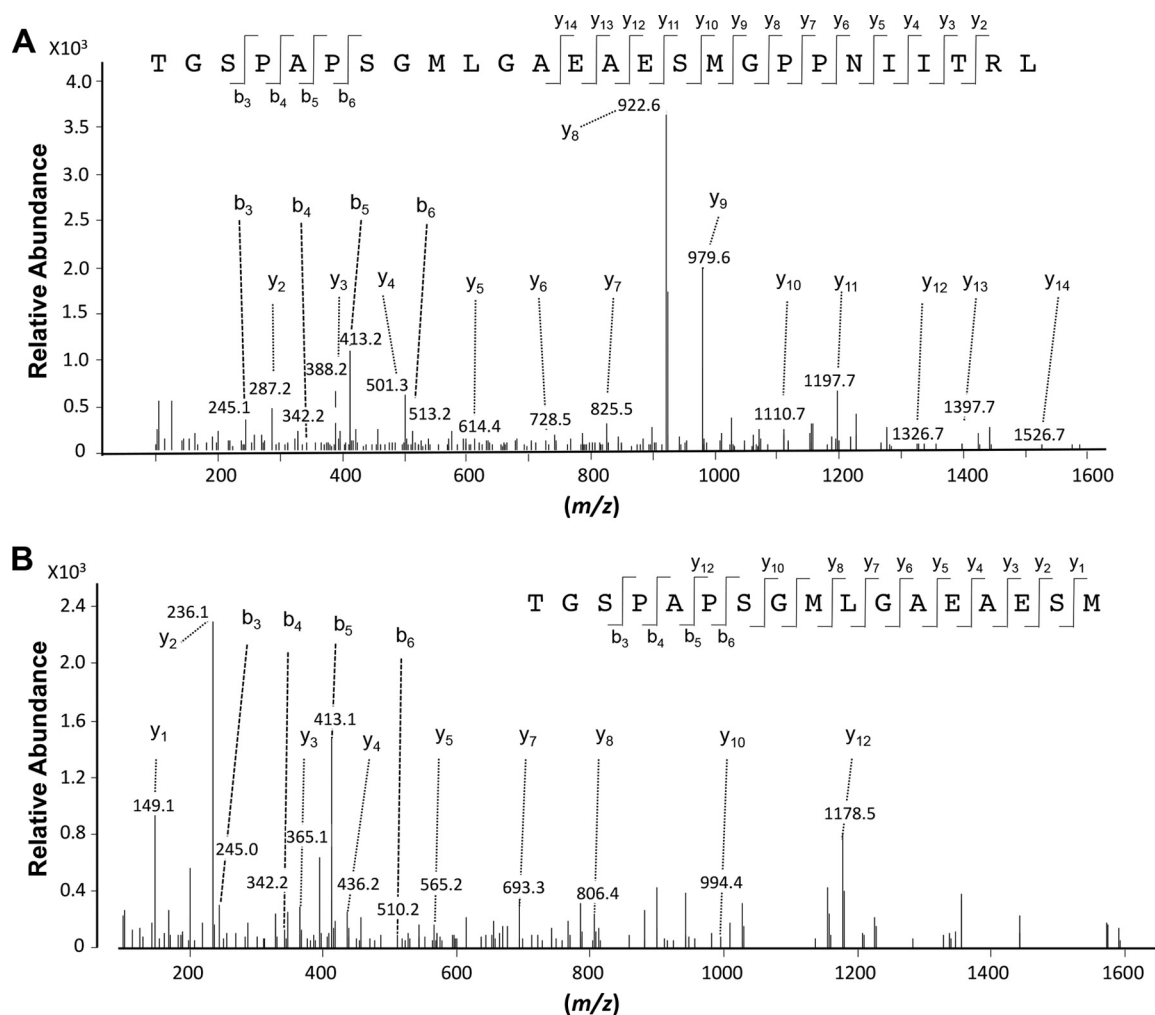 A
y14 y13 y12 y11 y10 y9 y8 y7 y6 y5 y4 y3 y2
T G S P A P S G M L G A E A E S M G P P N I I T R L
b3 b4 b5 b6
X10³
4.0
3.5
3.0
2.5
2.0
1.5
1.0
0.5
0
Relative Abundance
y8 922.6
y9
979.6
b3 b4 b5 b6
y2 y3 y4 y5 y6 y7 y10 y11 y12 y13 y14
245.1 287.2 342.2 388.2 413.2 501.3 513.2 614.4 728.5 825.5 1110.7 1197.7 1326.7 1397.7 1526.7
200 400 600 800 1000 1200 1400 1600
(m/z)
B
y12 y10 y8 y7 y6 y5 y4 y3 y2 y1
T G S P A P S G M L G A E A E S M
b3 b4 b5 b6
X10³
2.4
2.0
1.6
1.2
0.8
0.4
0
Relative Abundance
236.1
y2
b3 b4 b5 b6
y1 y3 y4 y5 y7 y8 y10 y12
149.1 245.0 342.2 365.1 413.1 436.2 510.2 565.2 693.3 806.4 994.4 1178.5
200 400 600 800 1000 1200 1400 1600
(m/z)